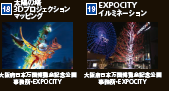 18 太陽の塔
3Dプロジェクション
マッピング
大阪府日本万国博覧会記念公園
事務所・EXPOCITY
19 EXPOCITY
イルミネーション
大阪府日本万国博覧会記念公園
事務所・EXPOCITY